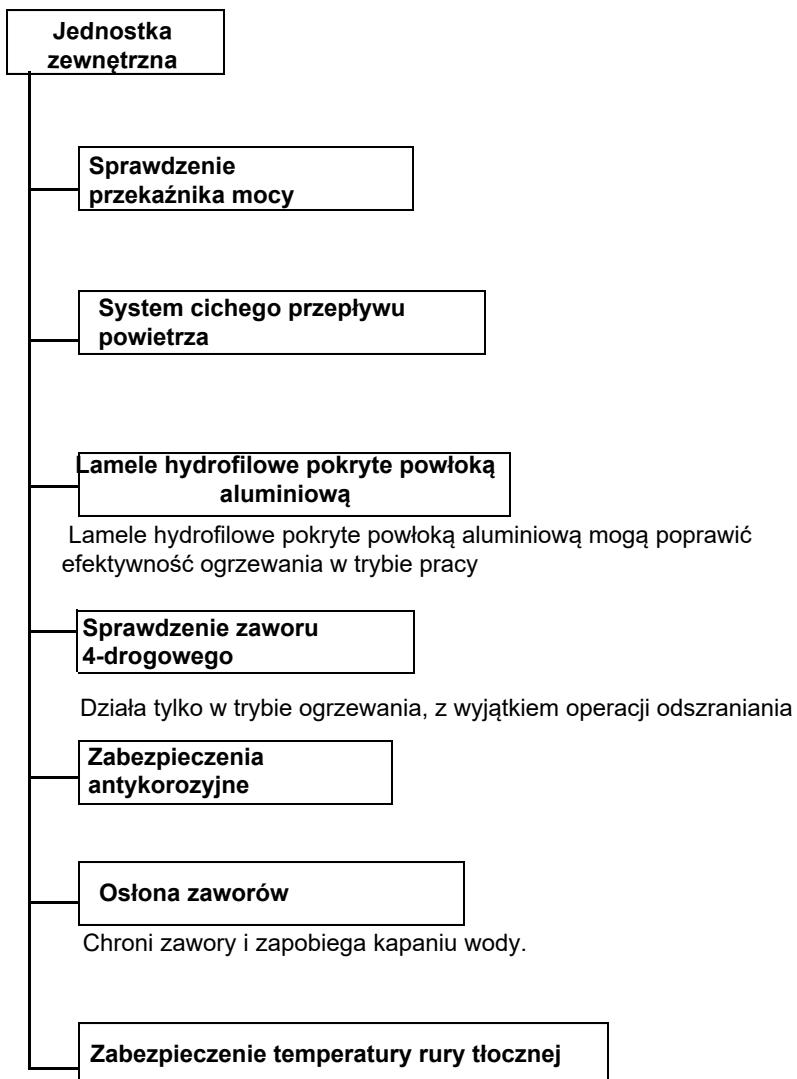 Jednostka
zewnętrzna
Sprawdzenie
przekaźnika mocy
System cichego przepływu
powietrza
Lamele hydrofilowe pokryte powłoką
aluminiową
Lamele hydrofilowe pokryte powłoką aluminiową mogą poprawić
efektywność ogrzewania w trybie pracy
Sprawdzenie zaworu
4-drogowego
Działa tylko w trybie ogrzewania, z wyjątkiem operacji odszraniania
Zabezpieczenia
antykorozyjne
Osłona zaworów
Chroni zawory i zapobiega kapaniu wody.
Zabezpieczenie temperatury rury tłocznej